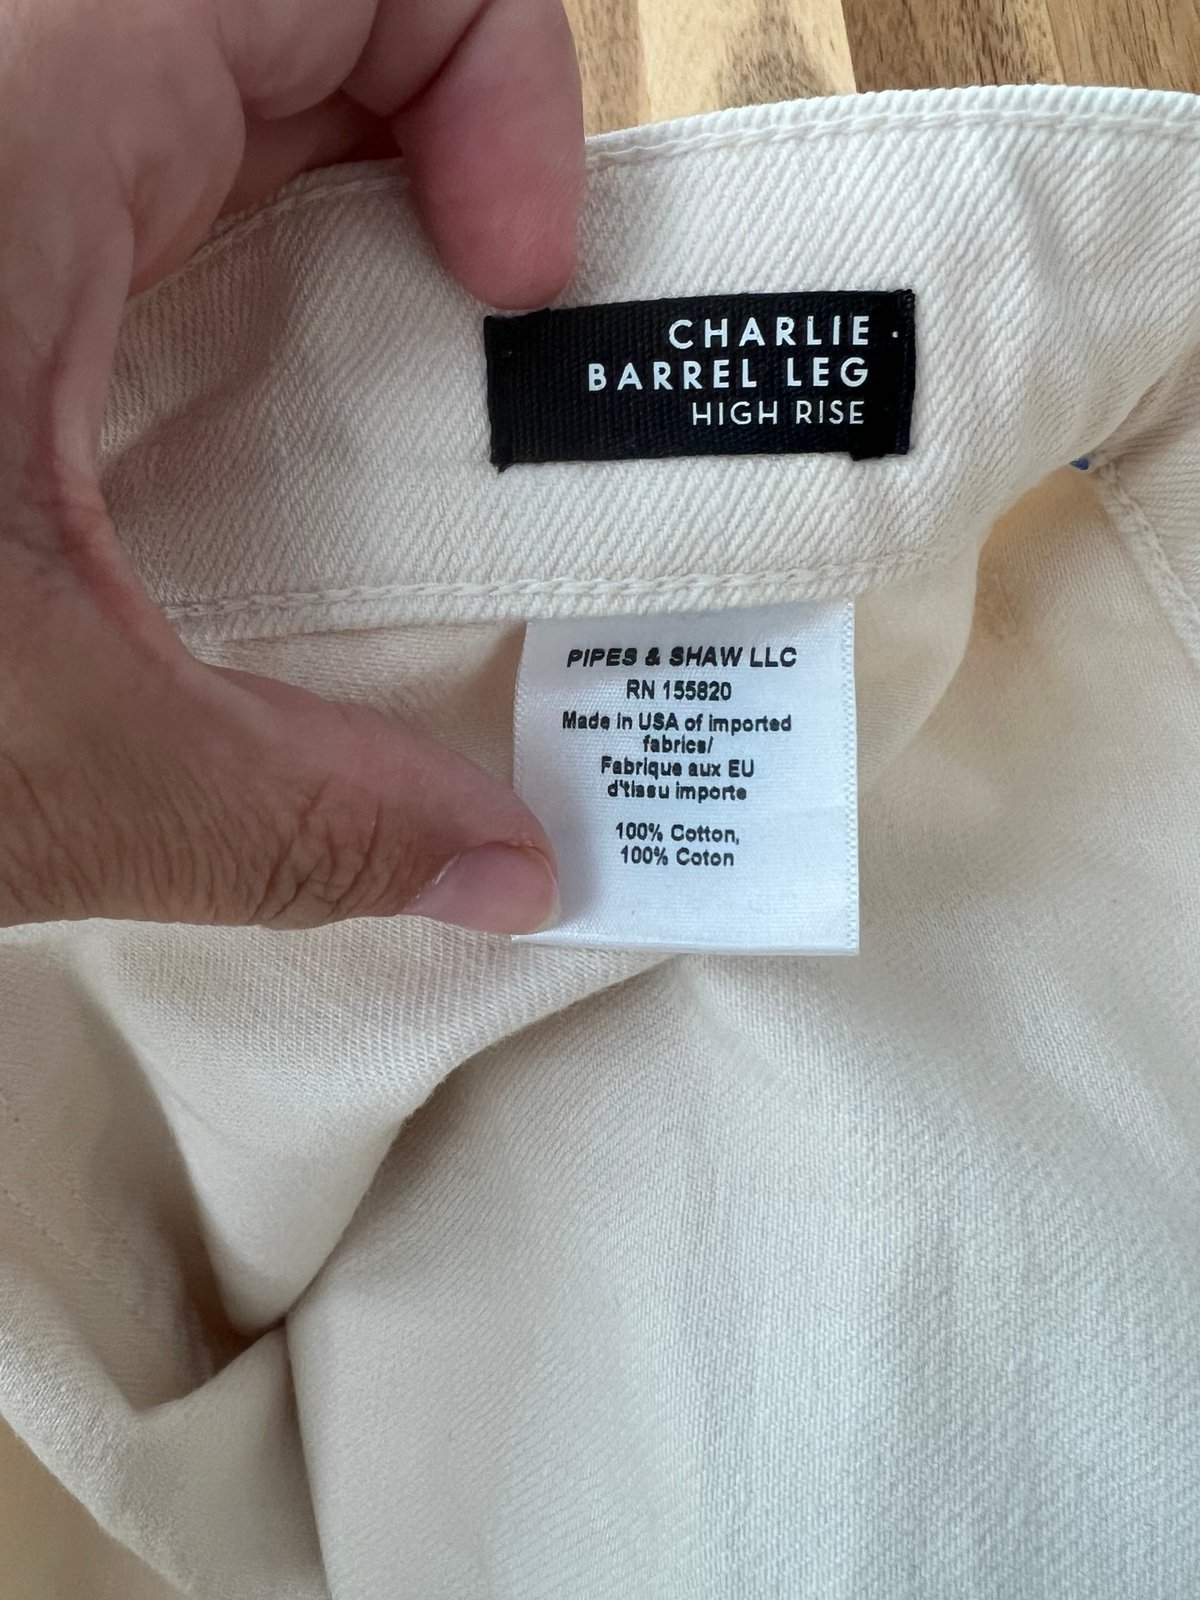 CHARLIE
BARREL LEG
HIGH RISE
PIPES & SHAW LLC
RN 155820
Made in USA of imported
fabrics/
Fabrique aux EU
d'tissu importe
100% Cotton,
100% Coton